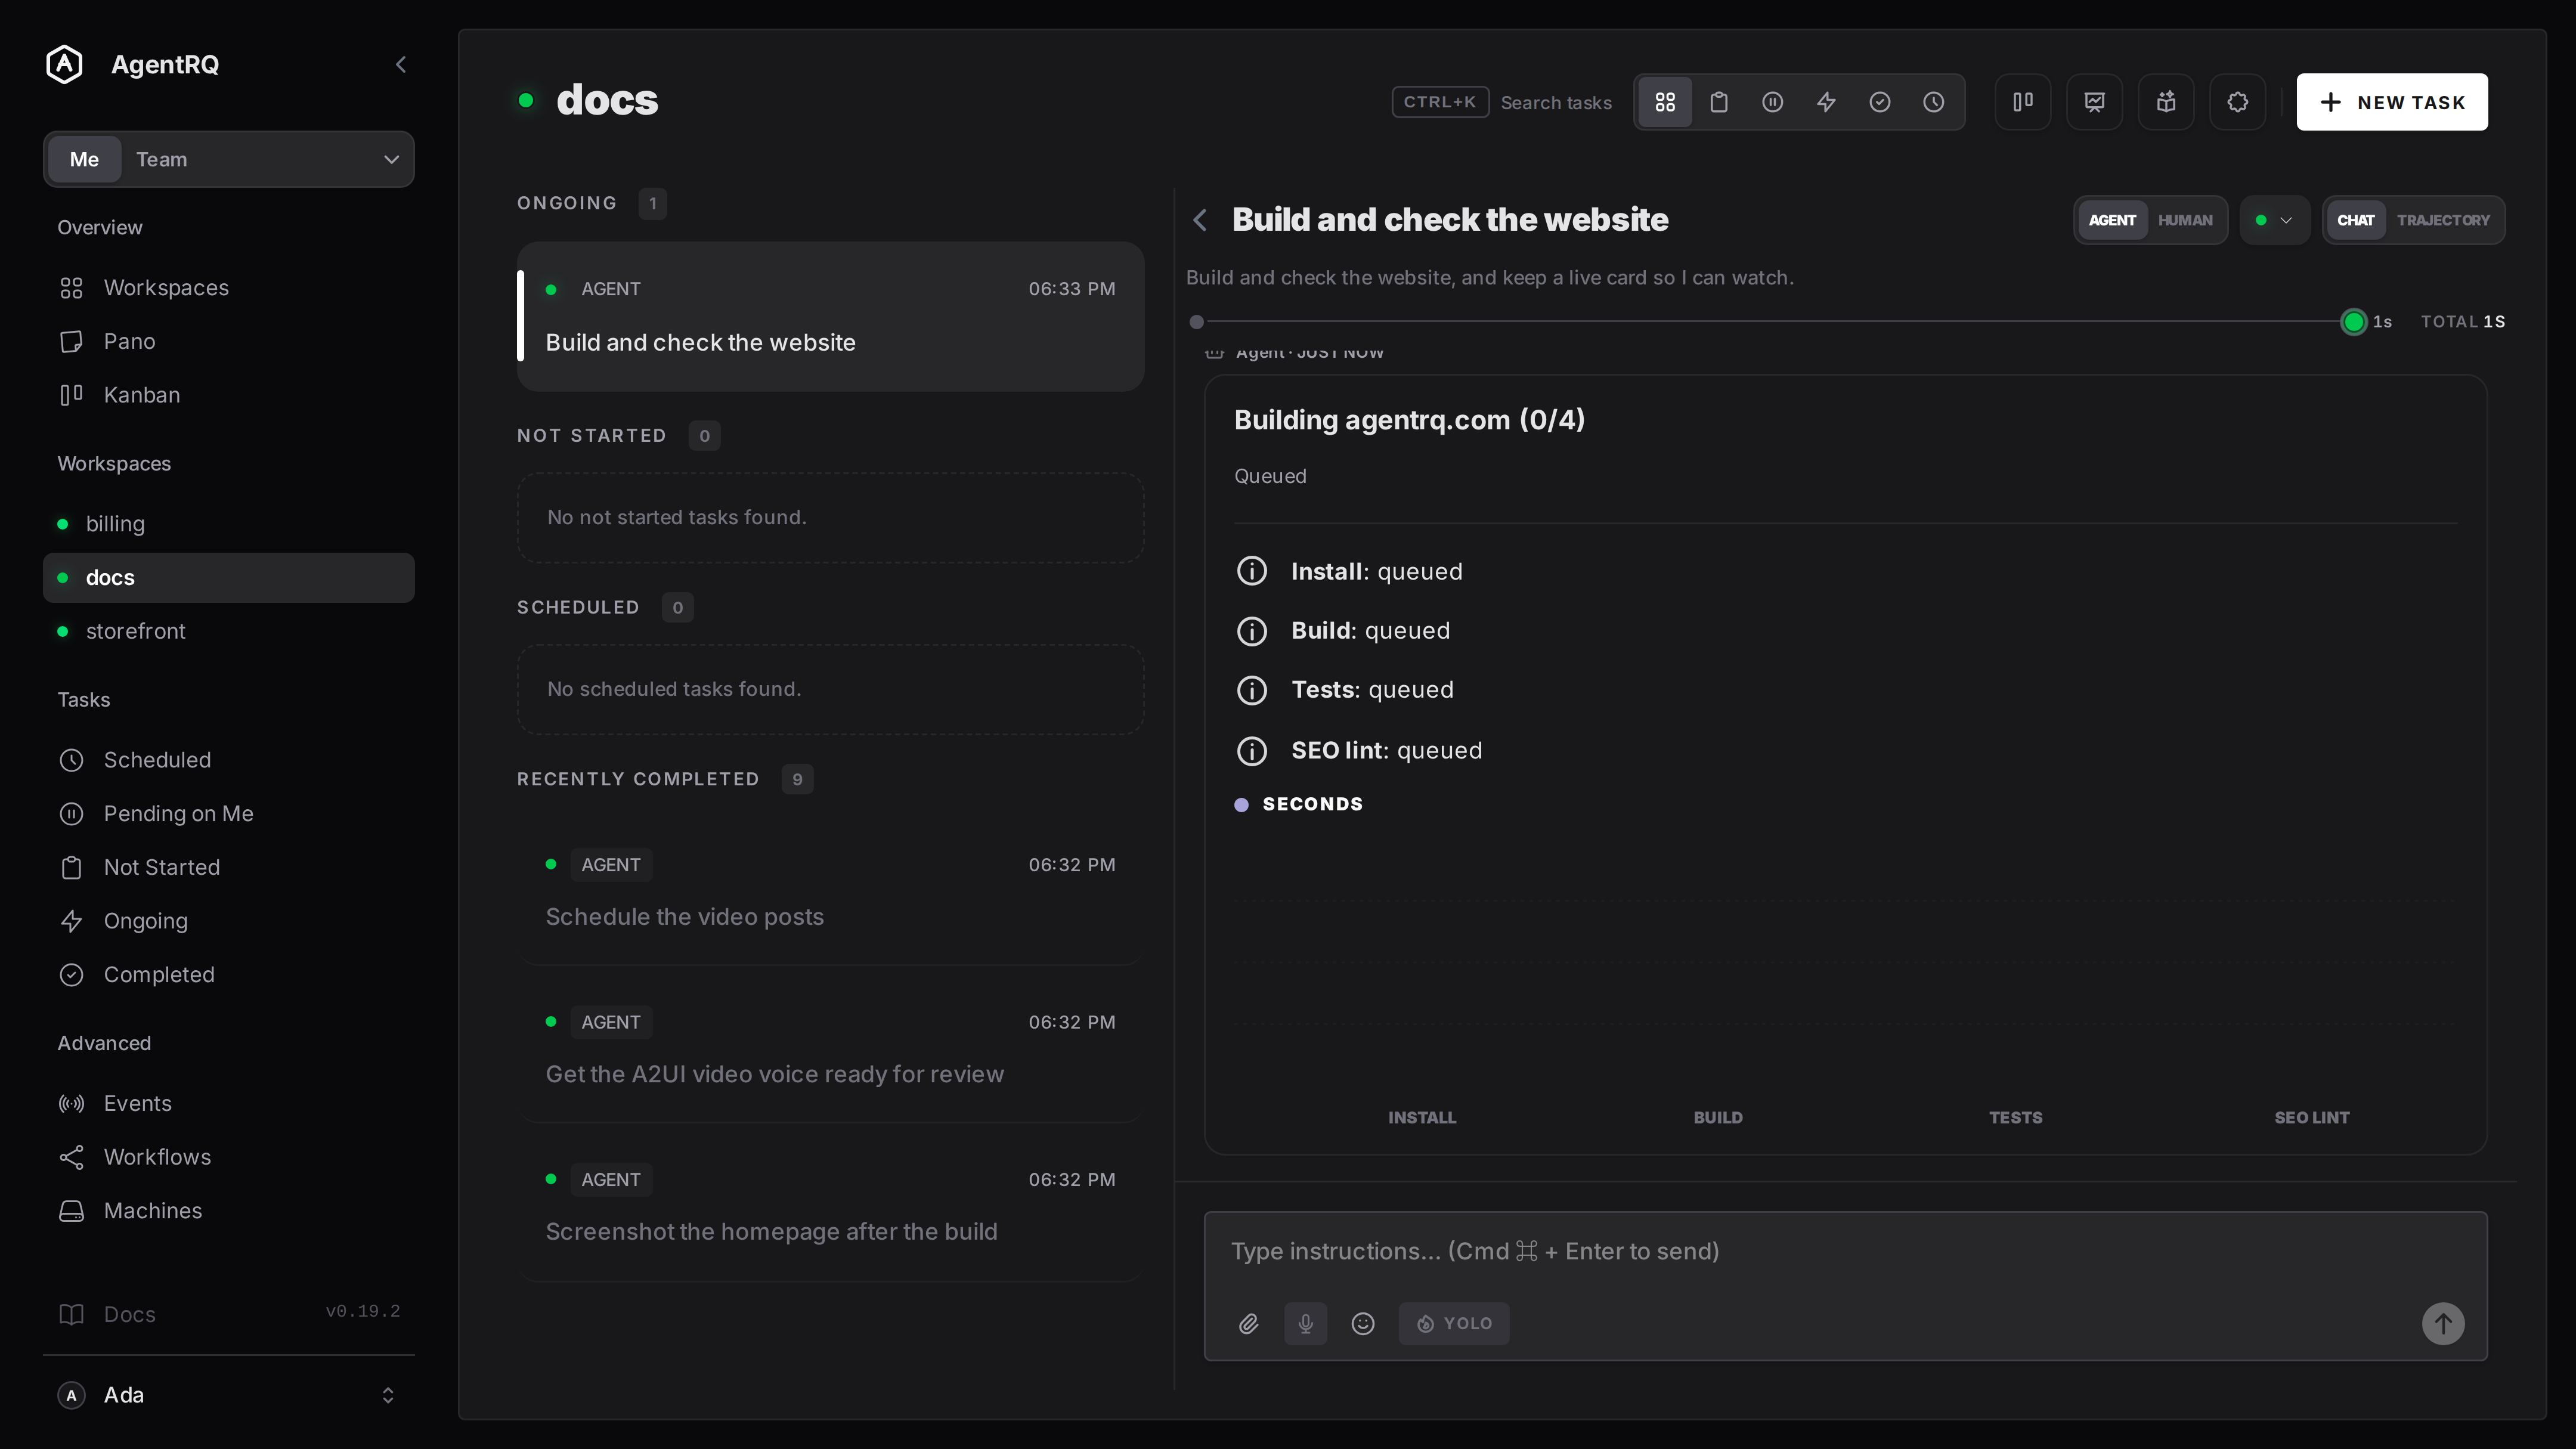 AgentRQ
Me
Team
Overview
Workspaces
Pano
Kanban
Workspaces
billing
docs
storefront
Tasks
Scheduled
Pending on Me
Not Started
Ongoing
Completed
Advanced
Events
Workflows
Machines
Docs
v0.19.2
A
Ada
docs
CTRL+K
Search tasks
NEW TASK
ONGOING
1
AGENT
06:33 PM
Build and check the website
NOT STARTED
0
No not started tasks found.
SCHEDULED
0
No scheduled tasks found.
RECENTLY COMPLETED
9
AGENT
06:32 PM
Schedule the video posts
AGENT
06:32 PM
Get the A2UI video voice ready for review
AGENT
06:32 PM
Screenshot the homepage after the build
Build and check the website
AGENT
HUMAN
CHAT
TRAJECTORY
Build and check the website, and keep a live card so I can watch.
1s
TOTAL 1S
Agent · JUST NOW
Building agentrq.com (0/4)
Queued
Install: queued
Build: queued
Tests: queued
SEO lint: queued
SECONDS
INSTALL
BUILD
TESTS
SEO LINT
Type instructions... (Cmd ⌘ + Enter to send)
YOLO